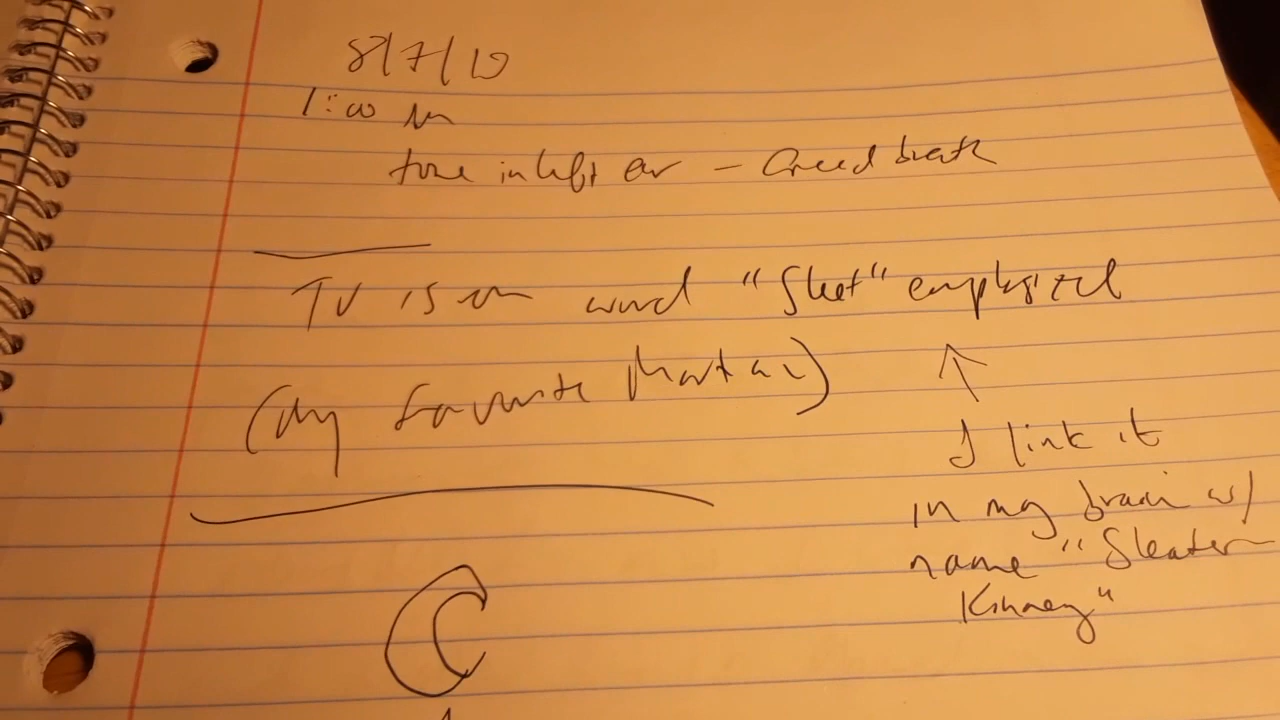 8/7/19
1:00 AM
tone in left ear - Creed breath
TV is on word "Sleet" emphasized
(My Favorite Martian)
↑
I link it
in my brain w/
name "Sleater-
Kinney"